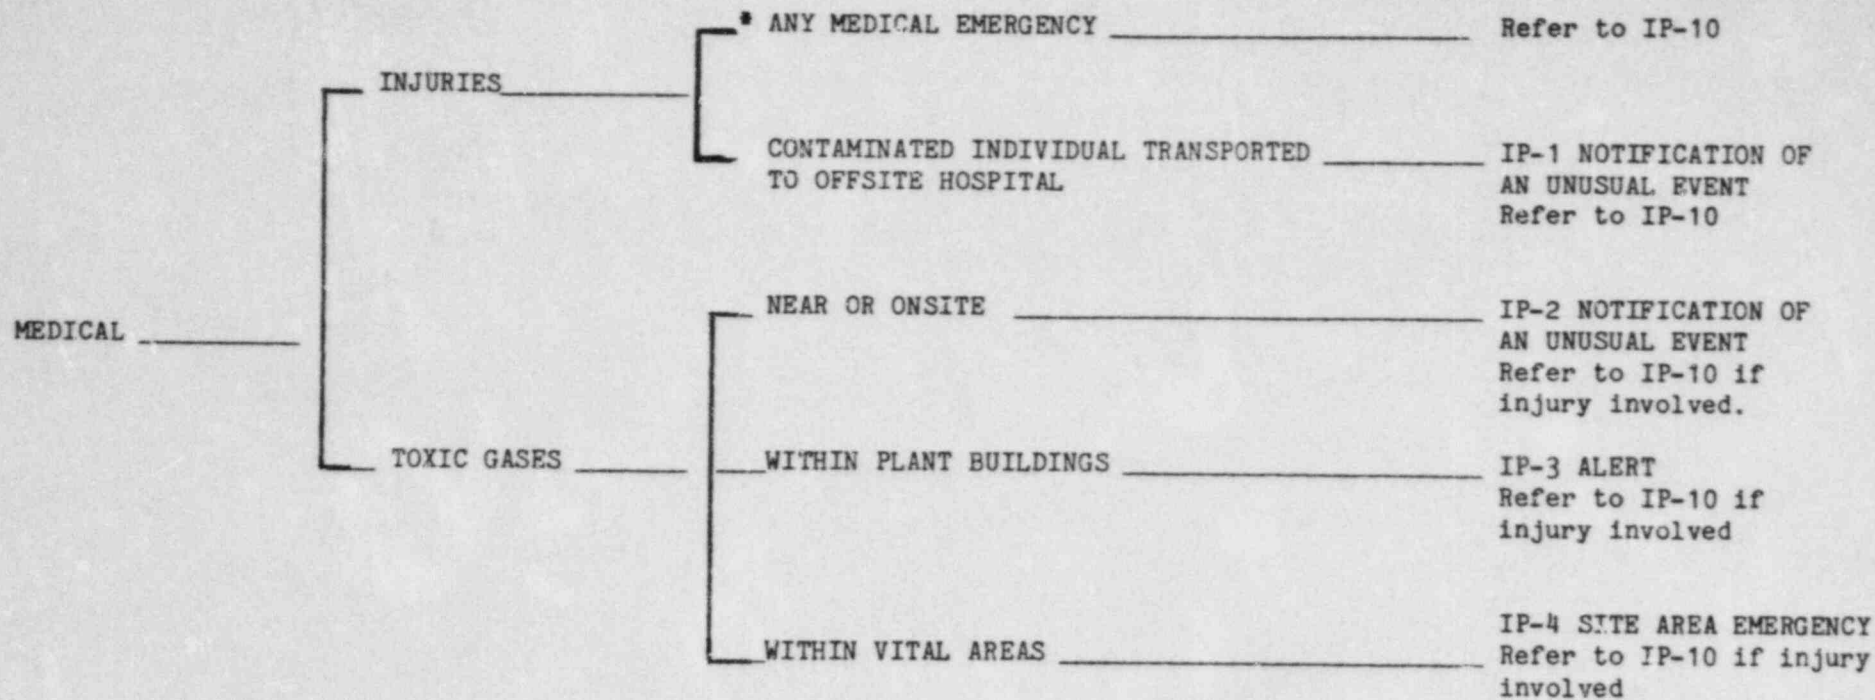 * ANY MEDICAL EMERGENCY
Refer to IP-10
INJURIES
CONTAMINATED INDIVIDUAL TRANSPORTED
TO OFFSITE HOSPITAL
IP-1 NOTIFICATION OF
AN UNUSUAL EVENT
Refer to IP-10
MEDICAL
NEAR OR ONSITE
IP-2 NOTIFICATION OF
AN UNUSUAL EVENT
Refer to IP-10 if
injury involved.
TOXIC GASES
WITHIN PLANT BUILDINGS
IP-3 ALERT
Refer to IP-10 if
injury involved
WITHIN VITAL AREAS
IP-4 SITE AREA EMERGENCY
Refer to IP-10 if injury
involved